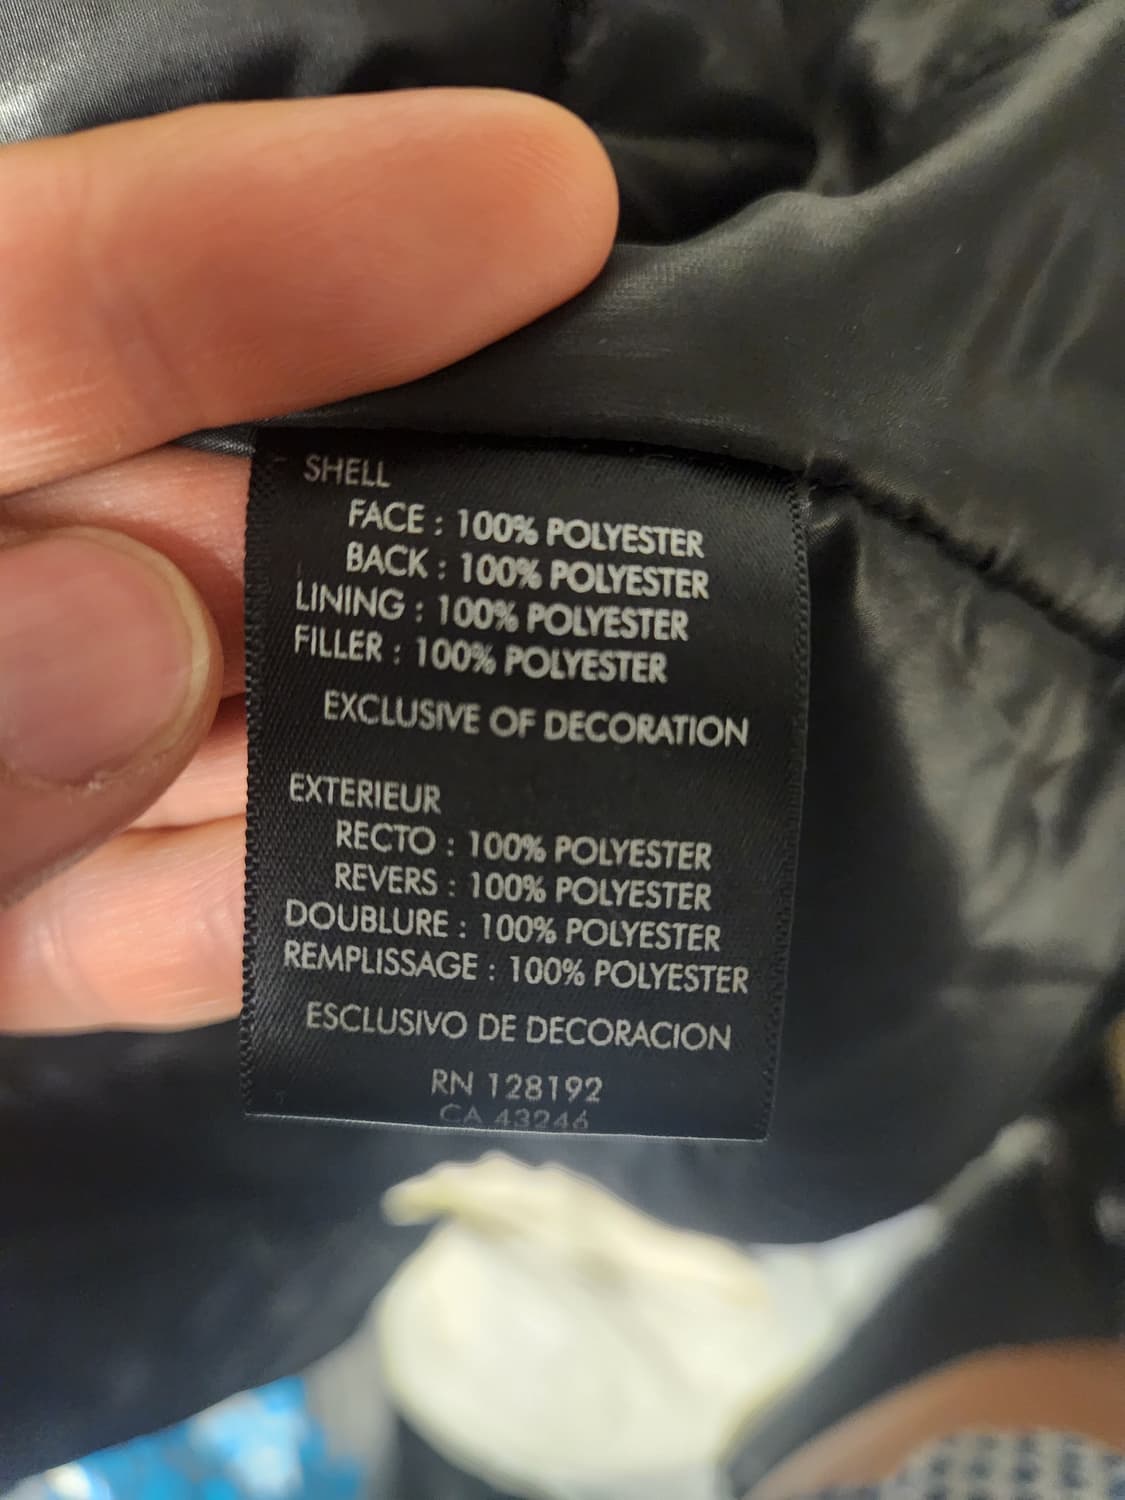 SHELL
FACE : 100% POLYESTER
BACK : 100% POLYESTER
LINING : 100% POLYESTER
FILLER : 100% POLYESTER
EXCLUSIVE OF DECORATION
EXTERIEUR
RECTO : 100% POLYESTER
REVERS : 100% POLYESTER
DOUBLURE : 100% POLYESTER
REMPLISSAGE : 100% POLYESTER
ESCLUSIVO DE DECORACION
RN 128192
CA 43246